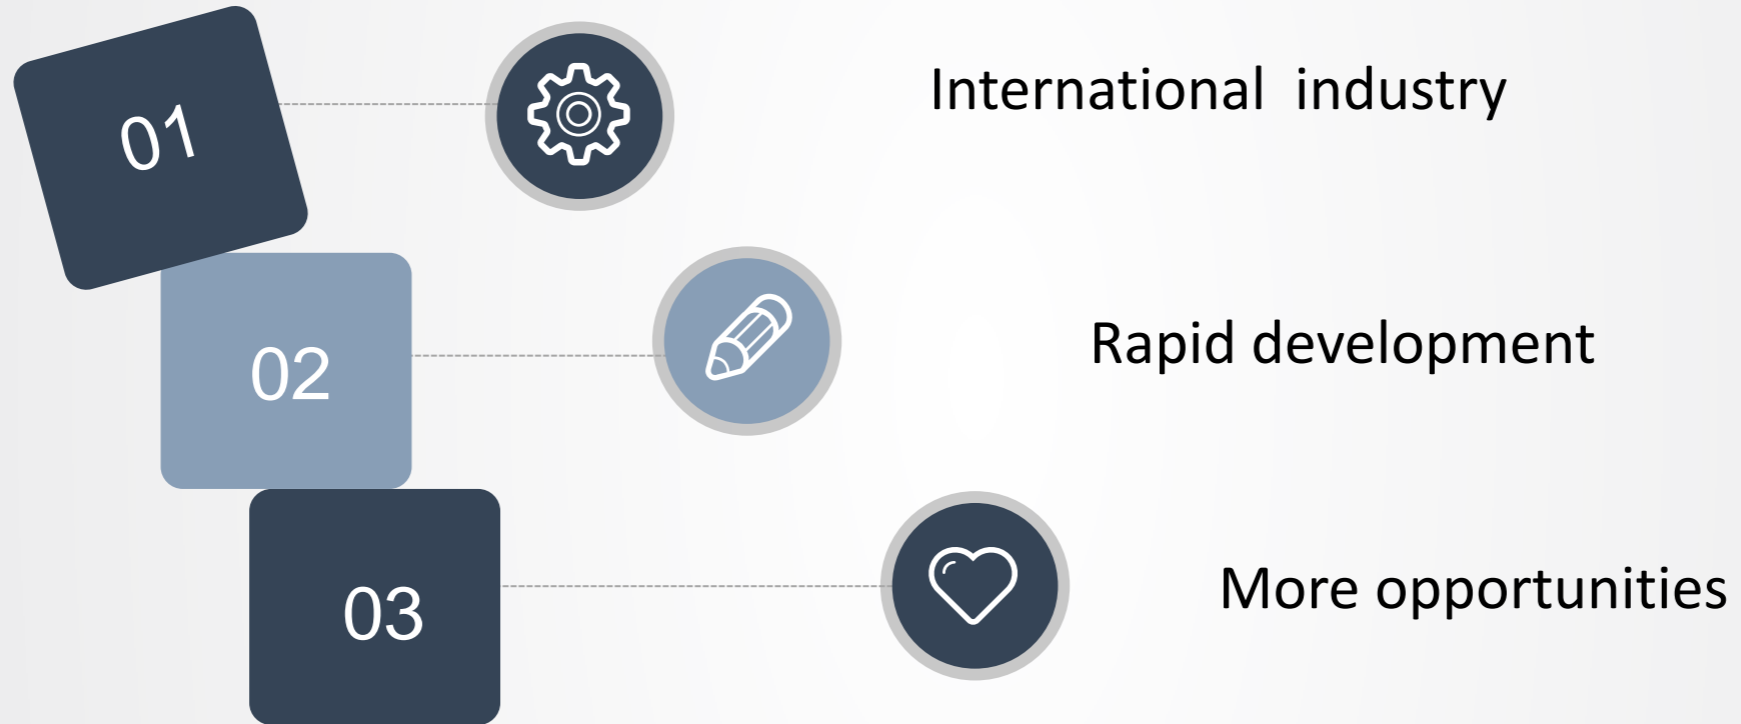 01
International industry
02
Rapid development
03
More opportunities